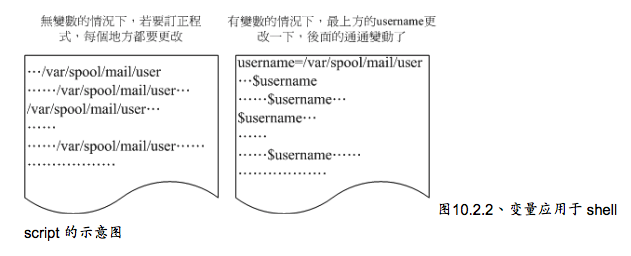 無變數的情況下，若要訂正程
式，每個地方都要更改
…/var/spool/mail/user
……/var/spool/mail/user…
/var/spool/mail/user…
……
……/var/spool/mail/user……
………………
有變數的情況下，最上方的username更
改一下，後面的通通變動了
username=/var/spool/mail/user
…$username
……$username…
$username…
……
……$username……
………………
图10.2.2、变量应用于 shell
script 的示意图